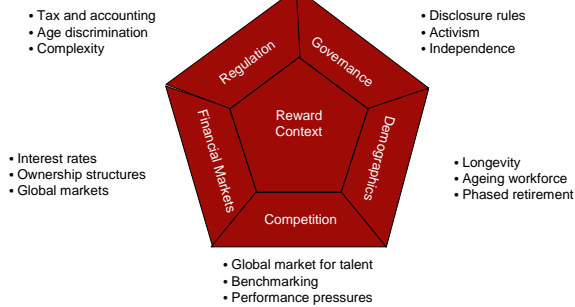 • Tax and accounting
• Age discrimination
• Complexity
• Disclosure rules
• Activism
• Independence
Regulation
Governance
Reward
Context
Financial Markets
Demographics
• Interest rates
• Ownership structures
• Global markets
• Longevity
• Ageing workforce
• Phased retirement
Competition
• Global market for talent
• Benchmarking
• Performance pressures